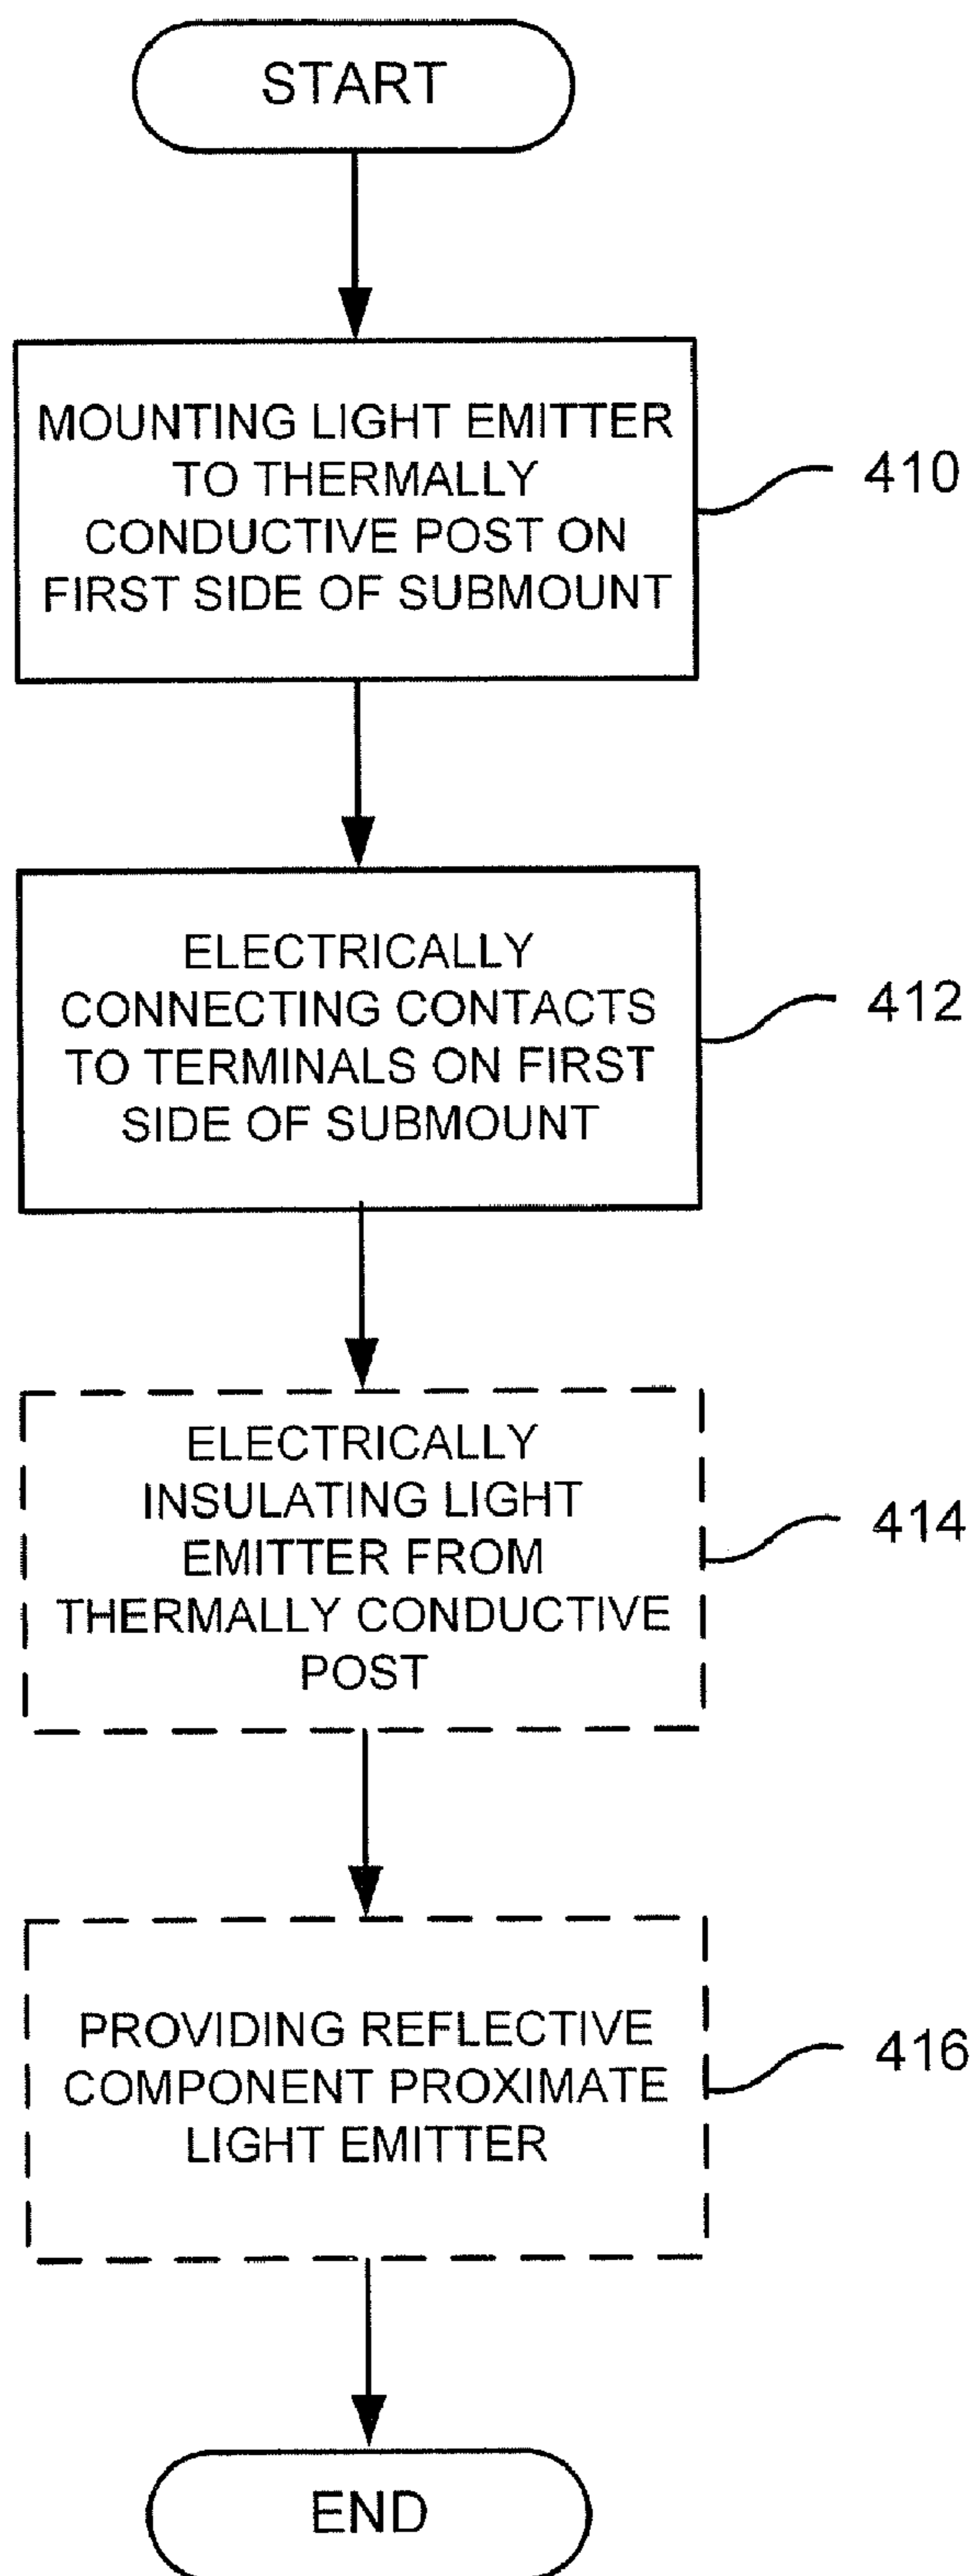 START
MOUNTING LIGHT EMITTER
TO THERMALLY
CONDUCTIVE POST ON
FIRST SIDE OF SUBMOUNT
410
ELECTRICALLY
CONNECTING CONTACTS
TO TERMINALS ON FIRST
SIDE OF SUBMOUNT
412
ELECTRICALLY
INSULATING LIGHT
EMITTER FROM
THERMALLY CONDUCTIVE
POST
414
PROVIDING REFLECTIVE
COMPONENT PROXIMATE
LIGHT EMITTER
416
END